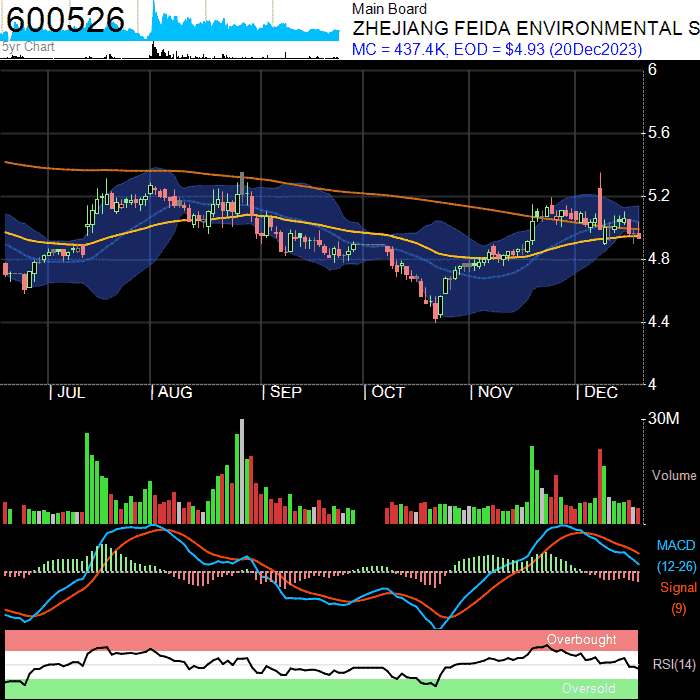 600526
5yr Chart
Main Board
ZHEJIANG FEIDA ENVIRONMENTAL S
MC = 437.4K, EOD = $4.93 (20Dec2023)
6
5.6
5.2
4.8
4.4
4
JUL AUG SEP OCT NOV DEC
30M
Volume
MACD
(12-26)
Signal
(9)
Overbought
RSI(14)
Oversold